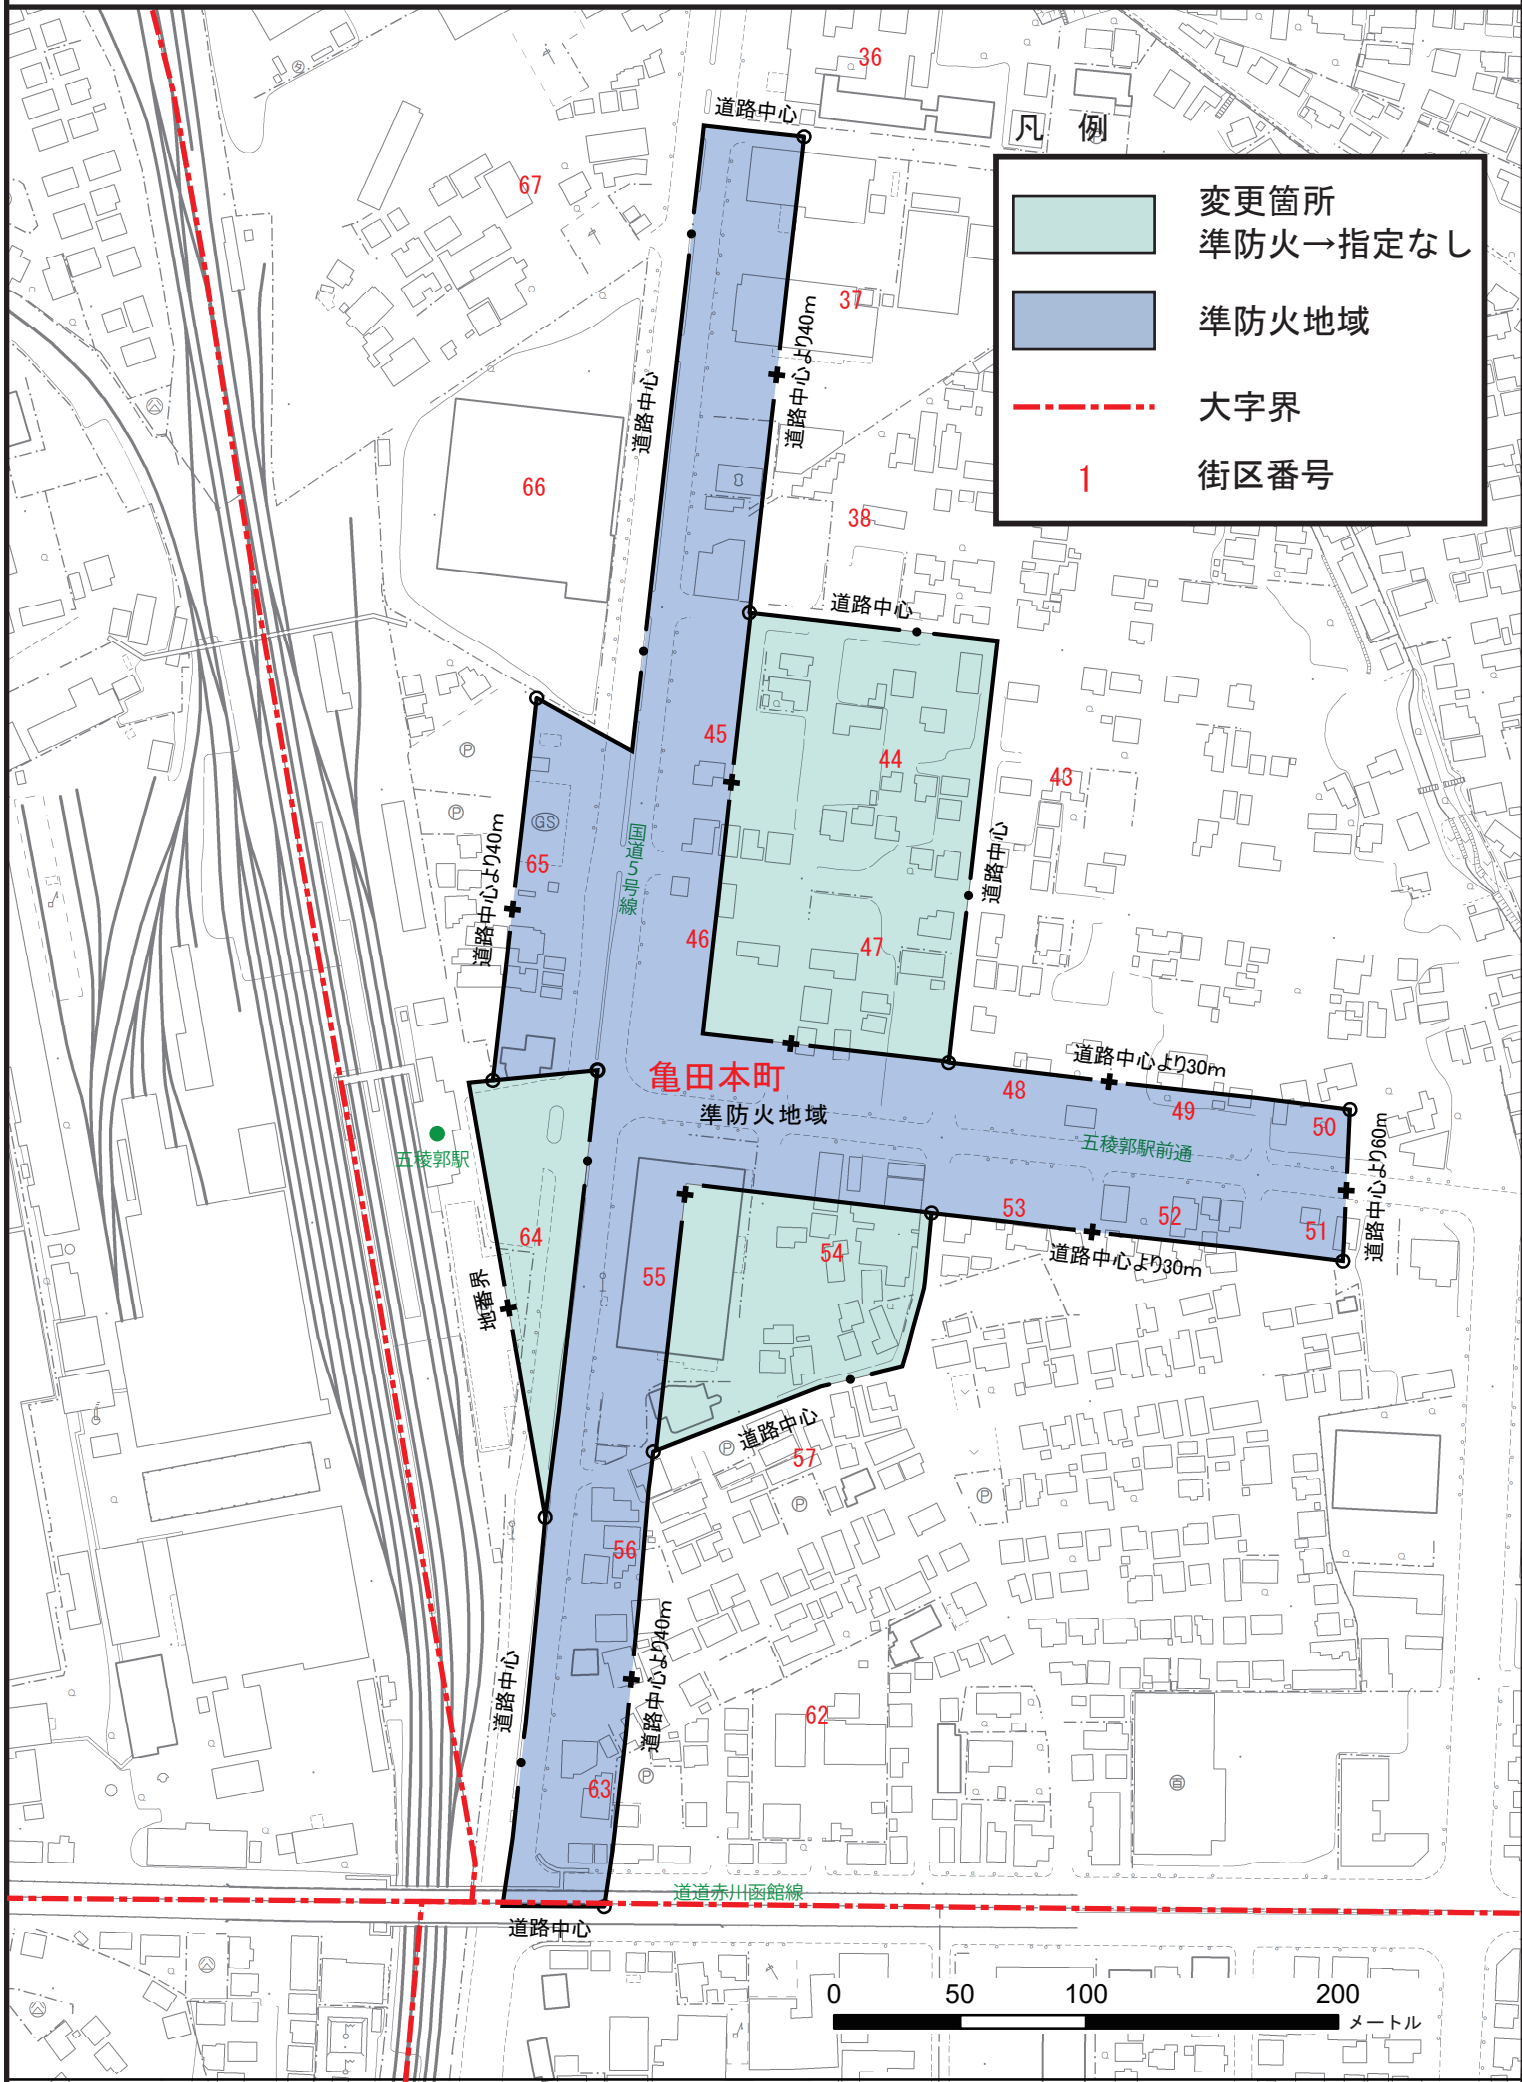 36
道路中心
凡 例
変更箇所
準防火→指定なし
準防火地域
大字界
1 街区番号
67
37
道路中心より40m
道路中心
66
38
道路中心
45
44
43
国道5号線
GS
65
道路中心より40m
道路中心
46
47
P
P
亀田本町
準防火地域
道路中心より30m
48
49
50
五稜郭駅前通
道路中心より60m
五稜郭駅
64
53
52
51
道路中心より30m
54
55
地番界
道路中心
P
57
P
P
56
道路中心
道路中心より40m
62
63
P
道道赤川函館線
道路中心
0 50 100 200
メートル